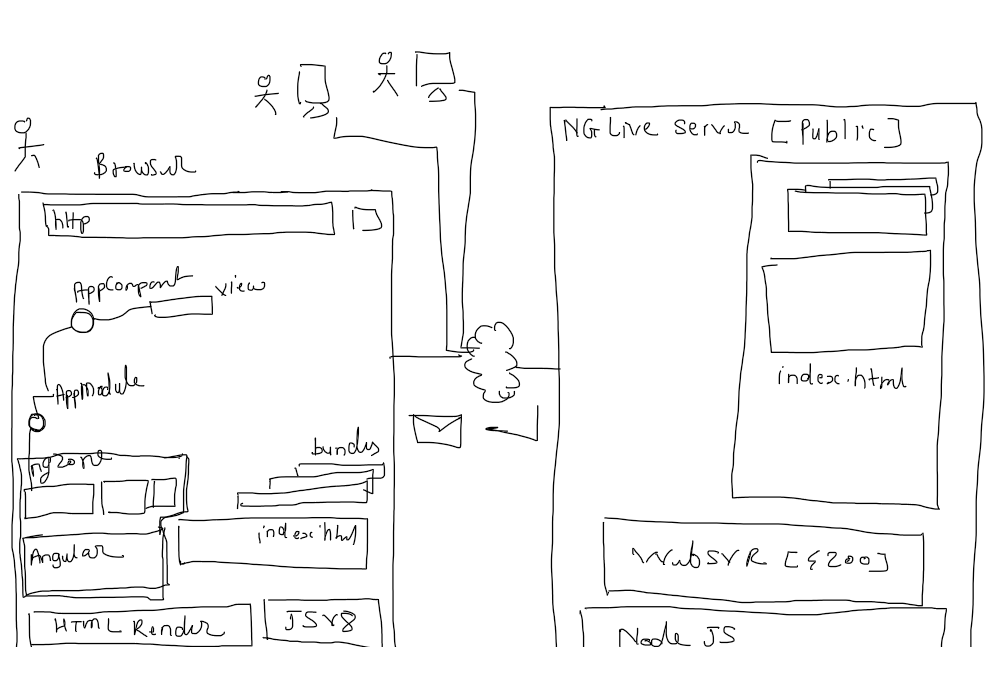 Browser
http
AppComponant
view
AppModule
ngZone
bundles
index.html
Angular
HTML Render
JSV8
NG Live Server [Public]
index.html
WebSVR [4200]
Node JS